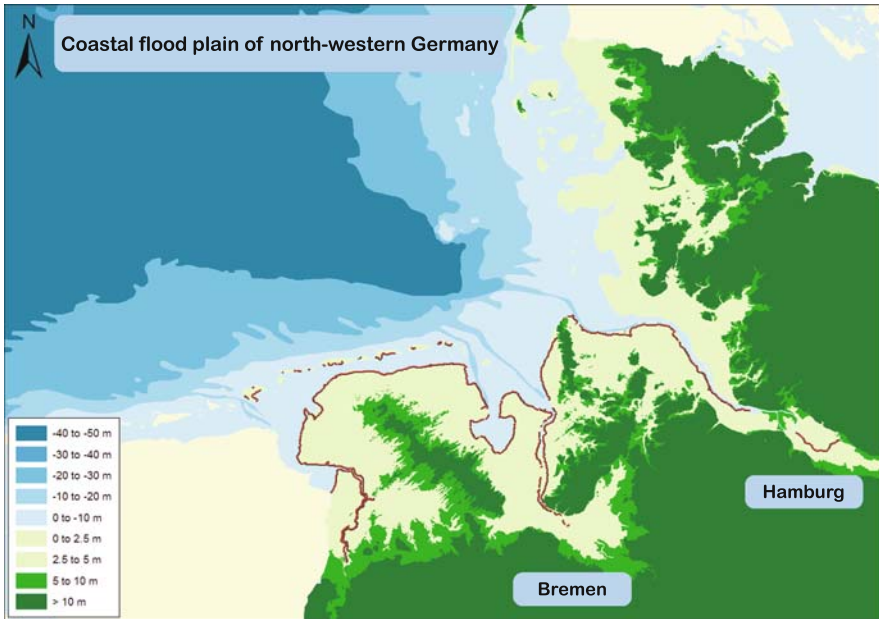 N
Coastal flood plain of north-western Germany
-40 to -50 m
-30 to -40 m
-20 to -30 m
-10 to -20 m
0 to -10 m
0 to 2.5 m
2.5 to 5 m
5 to 10 m
> 10 m
Hamburg
Bremen